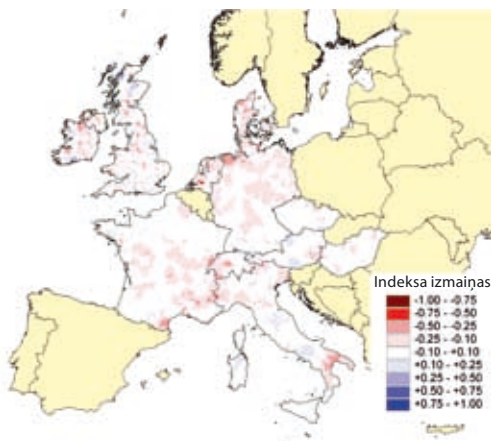 Indeksa izmaiņas
-1.00 - -0.75
-0.75 - -0.50
-0.50 - -0.25
-0.25 - -0.10
-0.10 - +0.10
+0.10 - +0.25
+0.25 - +0.50
+0.50 - +0.75
+0.75 - +1.00